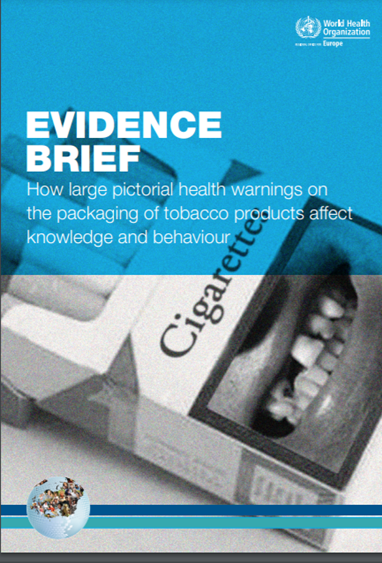 World Health
Organization
Europe
EVIDENCE
BRIEF
How large pictorial health warnings on
the packaging of tobacco products affect
knowledge and behaviour
Cigarettes